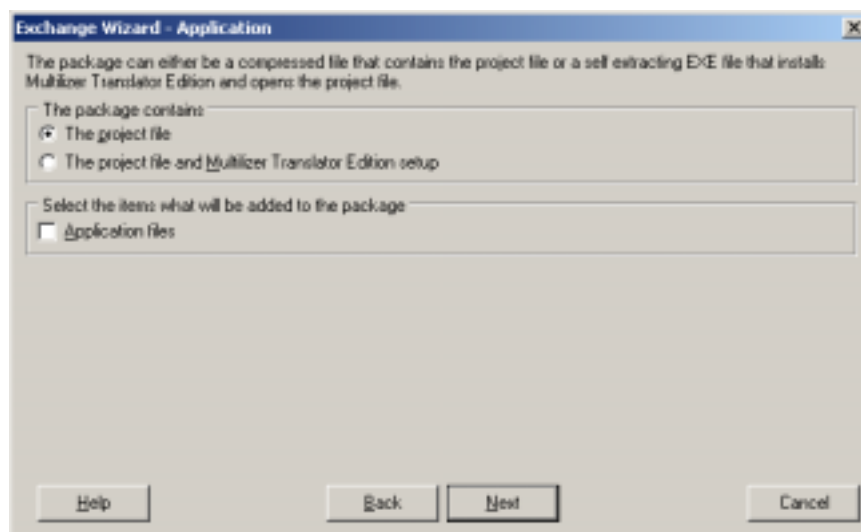 Exchange Wizard - Application
The package can either be a compressed file that contains the project file or a self extracting EXE file that installs
Multilizer Translator Edition and opens the project file.
The package contains
The project file
The project file and Multilizer Translator Edition setup
Select the items what will be added to the package
Application files
Help Back Next Cancel